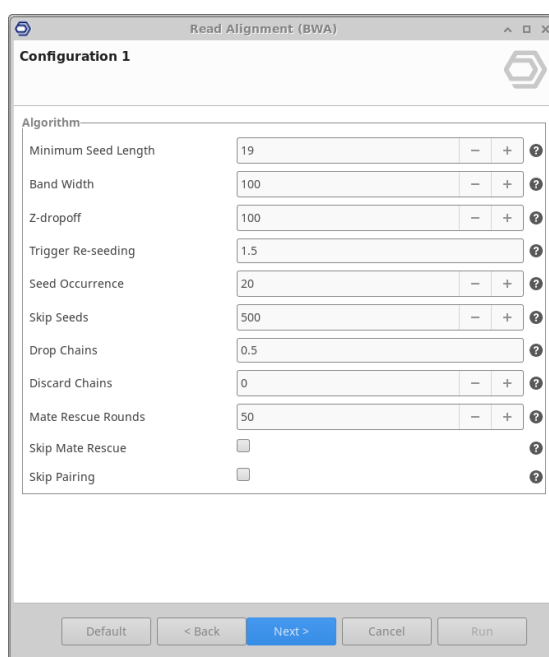 Read Alignment (BWA)
Configuration 1
Algorithm
Minimum Seed Length 19 − + ?
Band Width 100 − + ?
Z-dropoff 100 − + ?
Trigger Re-seeding 1.5 ?
Seed Occurrence 20 − + ?
Skip Seeds 500 − + ?
Drop Chains 0.5 ?
Discard Chains 0 − + ?
Mate Rescue Rounds 50 − + ?
Skip Mate Rescue ?
Skip Pairing ?
Default < Back Next > Cancel Run